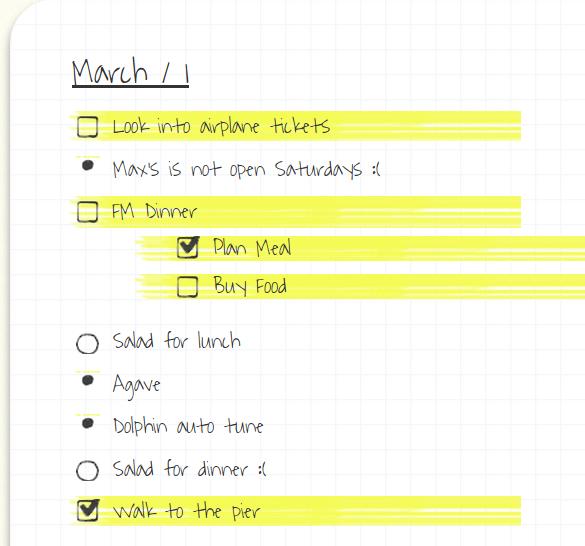 March / 1
Look into airplane tickets
Max's is not open Saturdays :(
FM Dinner
Plan Meal
Buy Food
Salad for lunch
Agave
Dolphin auto tune
Salad for dinner :(
Walk to the pier